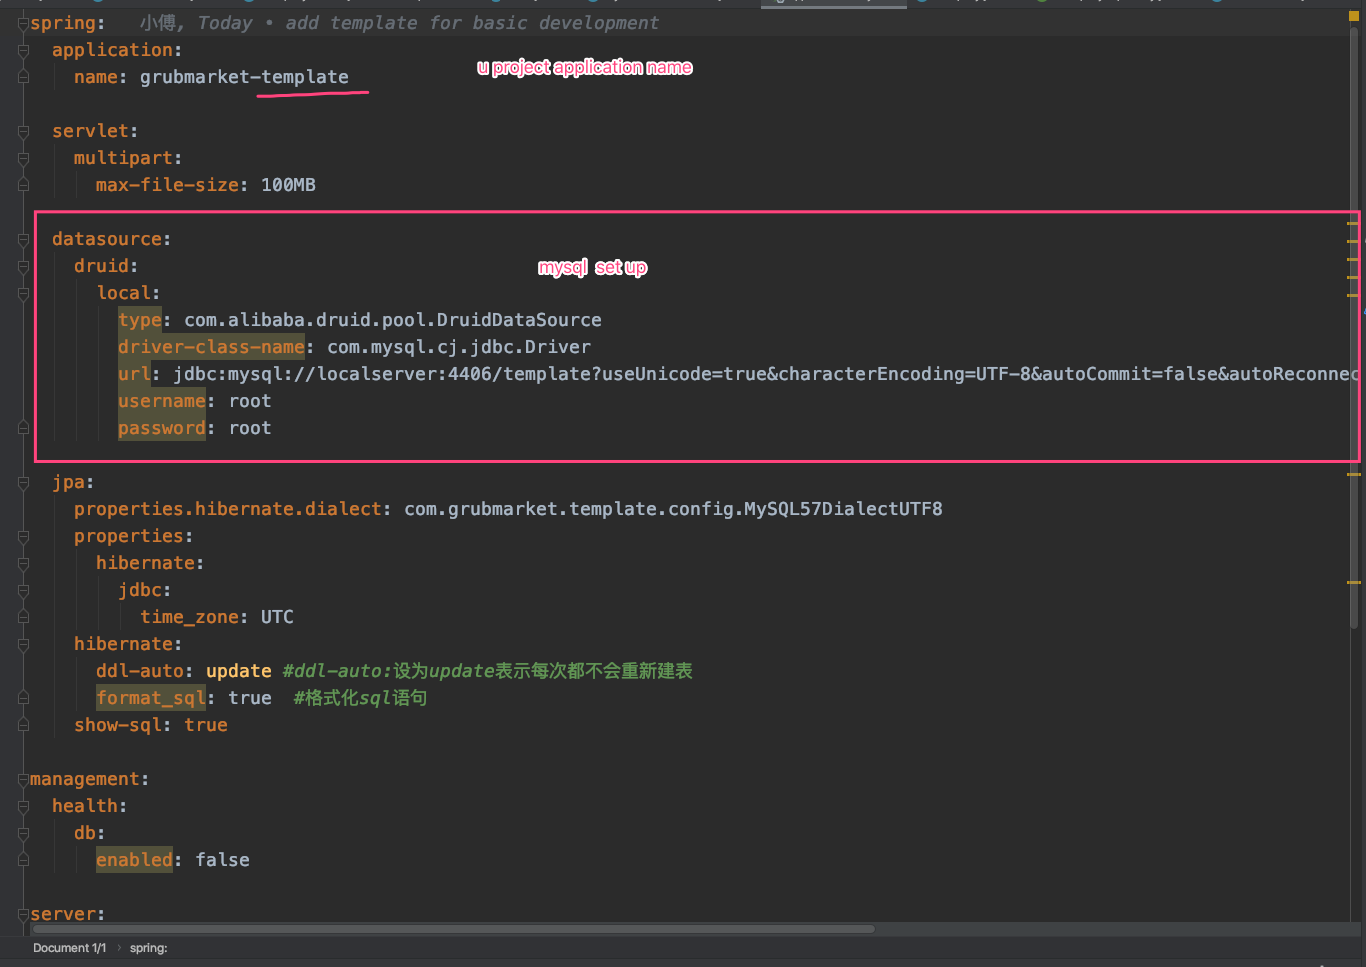 spring: 小傅, Today • add template for basic development
application:
name: grubmarket-template
u project application name
servlet:
multipart:
max-file-size: 100MB
datasource:
druid:
mysql set up
local:
type: com.alibaba.druid.pool.DruidDataSource
driver-class-name: com.mysql.cj.jdbc.Driver
url: jdbc:mysql://localserver:4406/template?useUnicode=true&characterEncoding=UTF-8&autoCommit=false&autoReconnec
username: root
password: root
jpa:
properties.hibernate.dialect: com.grubmarket.template.config.MySQL57DialectUTF8
properties:
hibernate:
jdbc:
time_zone: UTC
hibernate:
ddl-auto: update #ddl-auto:设为update表示每次都不会重新建表
format_sql: true #格式化sql语句
show-sql: true
management:
health:
db:
enabled: false
server:
Document 1/1 › spring: